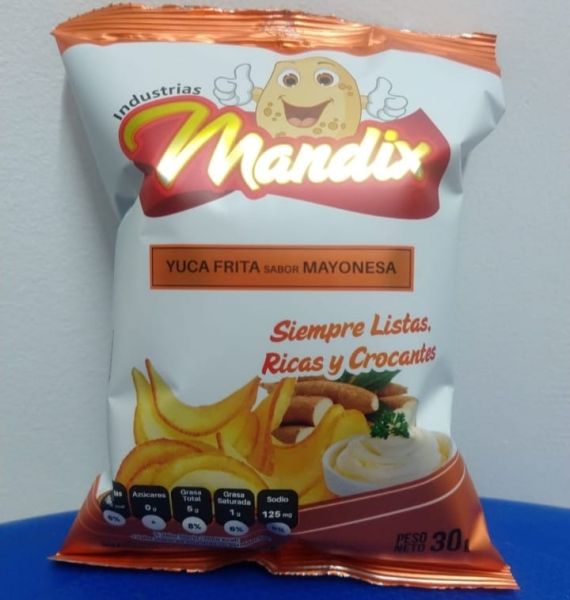 Industrias
Mandix
YUCA FRITA SABOR MAYONESA
Siempre Listas,
Ricas y Crocantes
Azúcares
0g
Grasa
Total
5g
8%
Grasa
Saturada
1g
6%
Sodio
125 mg
PESO
NETO 30